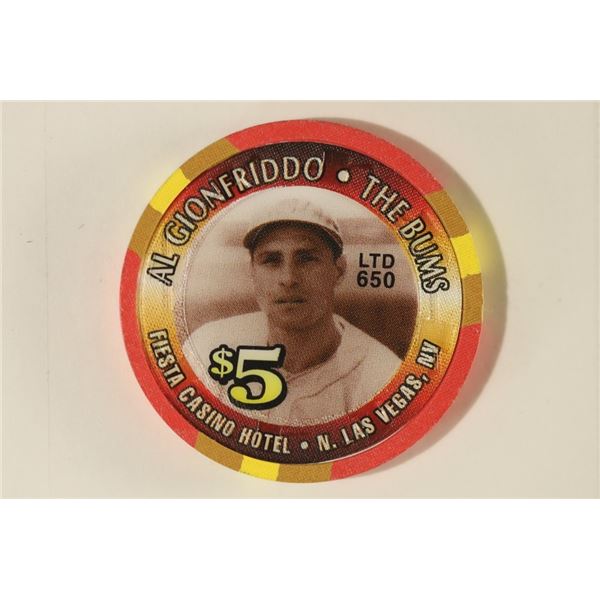 AL GIONFRIDDO • THE BUMS
LTD
650
$5
FIESTA CASINO HOTEL • N. LAS VEGAS, NV